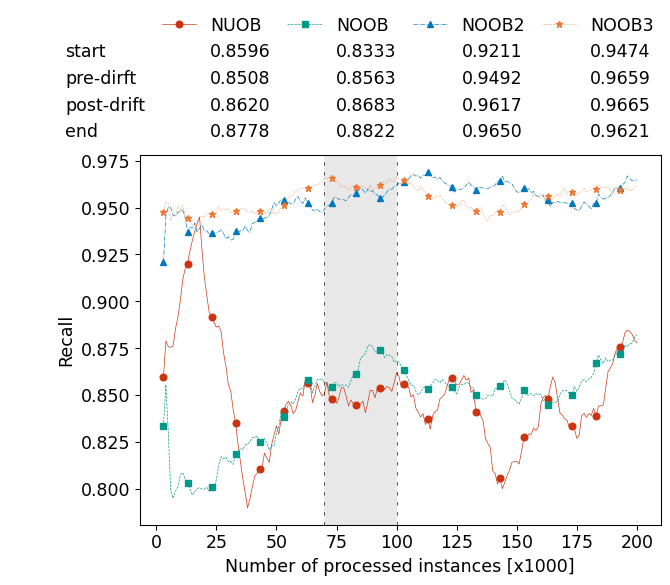 NUOB NOOB NOOB2 NOOB3
start 0.8596 0.8333 0.9211 0.9474
pre-dirft 0.8508 0.8563 0.9492 0.9659
post-drift 0.8620 0.8683 0.9617 0.9665
end 0.8778 0.8822 0.9650 0.9621
0.975
0.950
0.925
0.900
0.875
0.850
0.825
0.800
Recall
0 25 50 75 100 125 150 175 200
Number of processed instances [x1000]